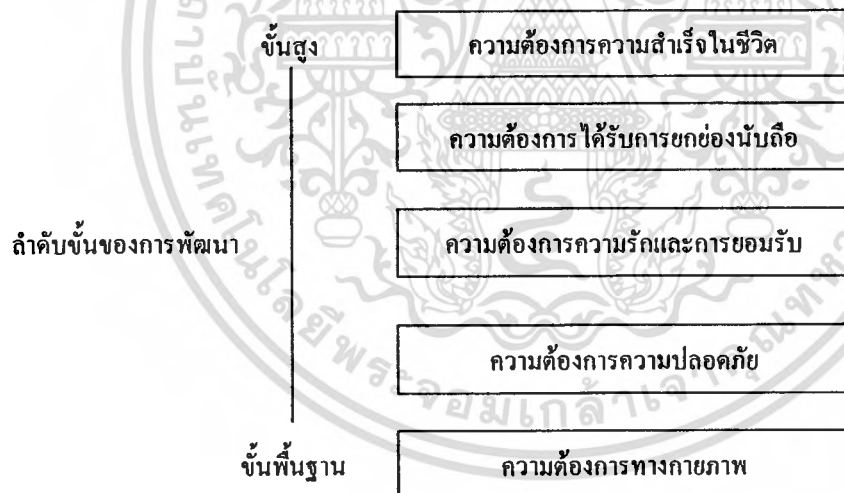 ขั้นสูง
ความต้องการความสำเร็จในชีวิต
ความต้องการได้รับการยกย่องนับถือ
ลำดับขั้นของการพัฒนา
ความต้องการความรักและการยอมรับ
ความต้องการความปลอดภัย
ขั้นพื้นฐาน
ความต้องการทางกายภาพ